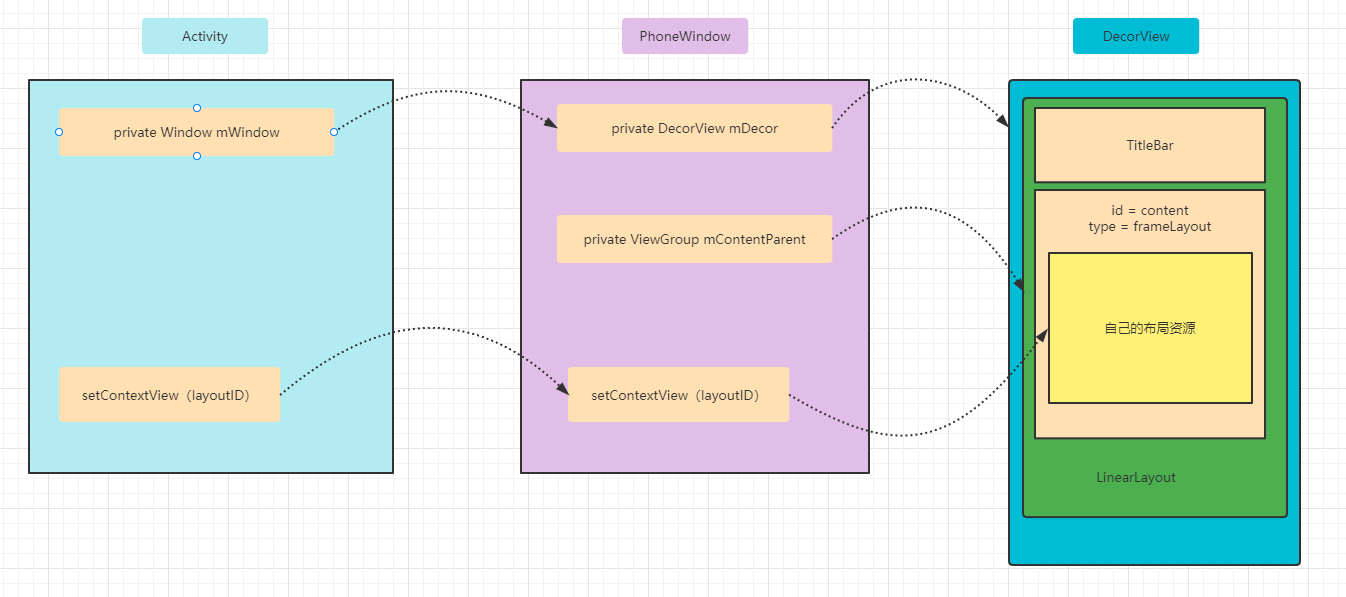 Activity
PhoneWindow
DecorView
private Window mWindow
private DecorView mDecor
TitleBar
private ViewGroup mContentParent
id = content
type = frameLayout
自己的布局资源
setContextView（layoutID）
setContextView（layoutID）
LinearLayout